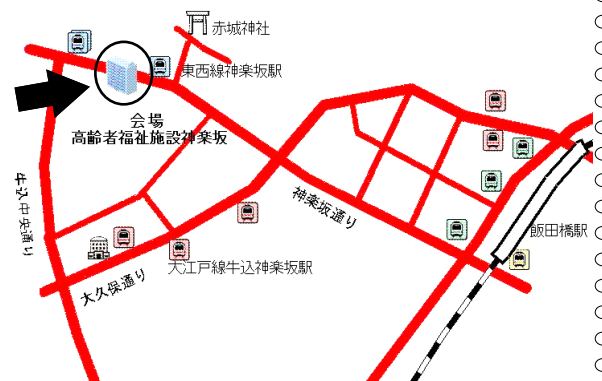 赤城神社
東西線神楽坂駅
会場
高齢者福祉施設神楽坂
牛込中央通り
神楽坂通り
飯田橋駅
大江戸線牛込神楽坂駅
大久保通り